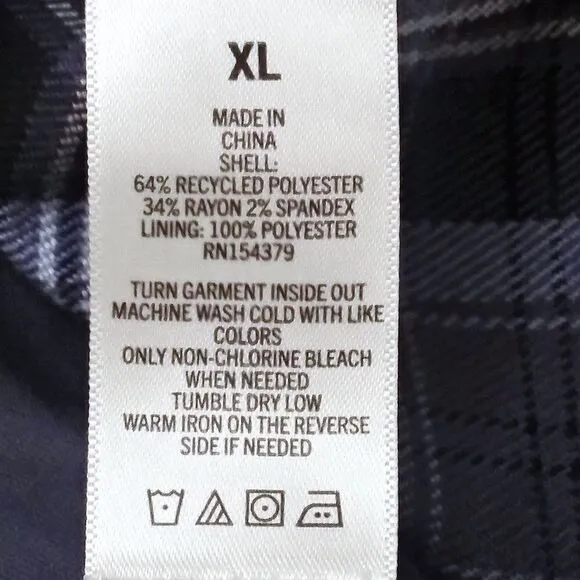 XL
MADE IN
CHINA
SHELL:
64% RECYCLED POLYESTER
34% RAYON 2% SPANDEX
LINING: 100% POLYESTER
RN154379
TURN GARMENT INSIDE OUT
MACHINE WASH COLD WITH LIKE
COLORS
ONLY NON-CHLORINE BLEACH
WHEN NEEDED
TUMBLE DRY LOW
WARM IRON ON THE REVERSE
SIDE IF NEEDED